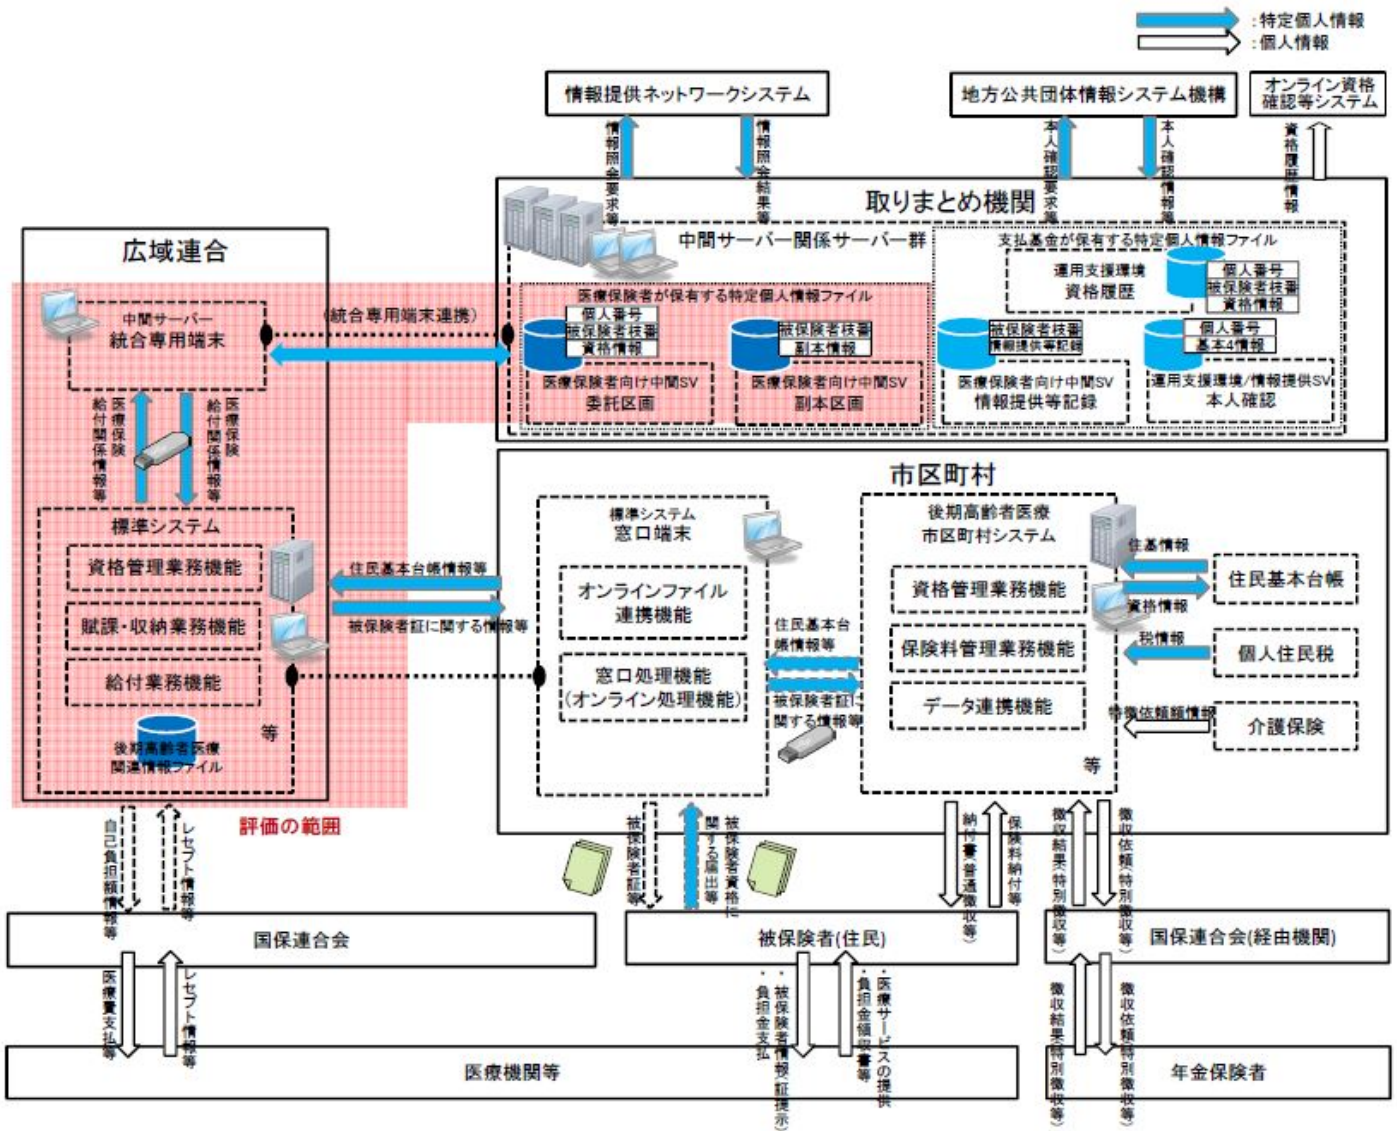 ：特定個人情報
：個人情報
情報提供ネットワークシステム
地方公共団体情報システム機構
オンライン資格
確認等システム
情報照会要求等
情報照会結果等
本人確認要求等
本人確認情報等
資格履歴情報
取りまとめ機関
中間サーバー関係サーバー群
支払基金が保有する特定個人情報ファイル
運用支援環境
資格履歴
個人番号
被保険者枝番
資格情報
医療保険者が保有する特定個人情報ファイル
個人番号
被保険者枝番
資格情報
医療保険者向け中間SV
委託区画
被保険者枝番
副本情報
医療保険者向け中間SV
副本区画
被保険者枝番
情報提供等記録
医療保険者向け中間SV
情報提供等記録
個人番号
基本4情報
運用支援環境/情報提供SV
本人確認
広域連合
中間サーバー
統合専用端末
(統合専用端末連携)
医療保険
給付関係情報等
医療保険
給付関係情報等
標準システム
資格管理業務機能
賦課・収納業務機能
給付業務機能
後期高齢者医療
関連情報ファイル
等
評価の範囲
住民基本台帳情報等
被保険者証に関する情報等
市区町村
標準システム
窓口端末
オンラインファイル
連携機能
窓口処理機能
(オンライン処理機能)
住民基本台
帳情報等
被保険者証に
関する情報等
後期高齢者医療
市区町村システム
資格管理業務機能
保険料管理業務機能
データ連携機能
等
住基情報
資格情報
税情報
特徴依頼額情報
住民基本台帳
個人住民税
介護保険
自己負担額情報等
レセプト情報等
被保険者証等
被保険者資格に
関する届出等
納付書(普通徴収等)
保険料納付等
徴収結果(特別徴収等)
徴収依頼(特別徴収等)
国保連合会
被保険者(住民)
国保連合会(経由機関)
医療費支払等
レセプト情報等
・被保険者情報(証提示)
・負担金支払
・医療サービスの提供
・負担金領収書等
徴収結果(特別徴収等)
徴収依頼(特別徴収等)
医療機関等
年金保険者